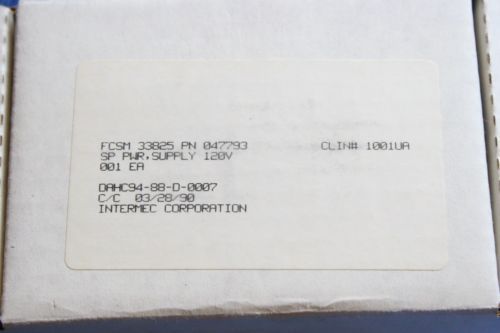 FCSM 33825 PN 047793 CLIN# 1001UA
SP PWR,SUPPLY 120V
001 EA
DAHC94-88-D-0007
C/C 03/28/90
INTERMEC CORPORATION